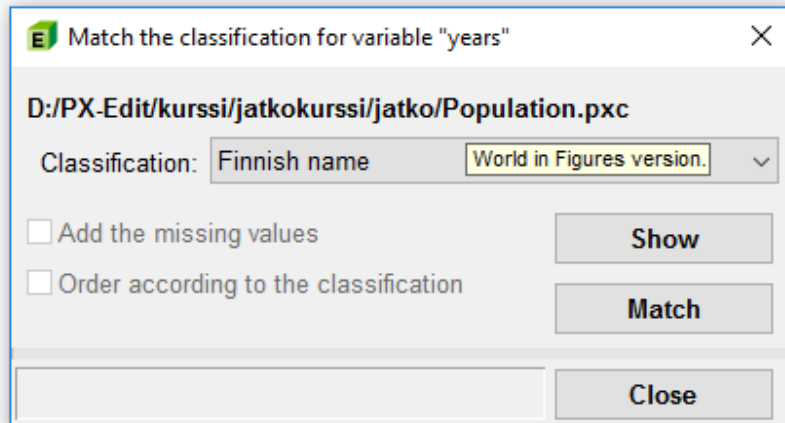 E Match the classification for variable "years"
D:/PX-Edit/kurssi/jatkokurssi/jatko/Population.pxc
Classification: Finnish name World in Figures version.
Add the missing values
Show
Order according to the classification
Match
Close